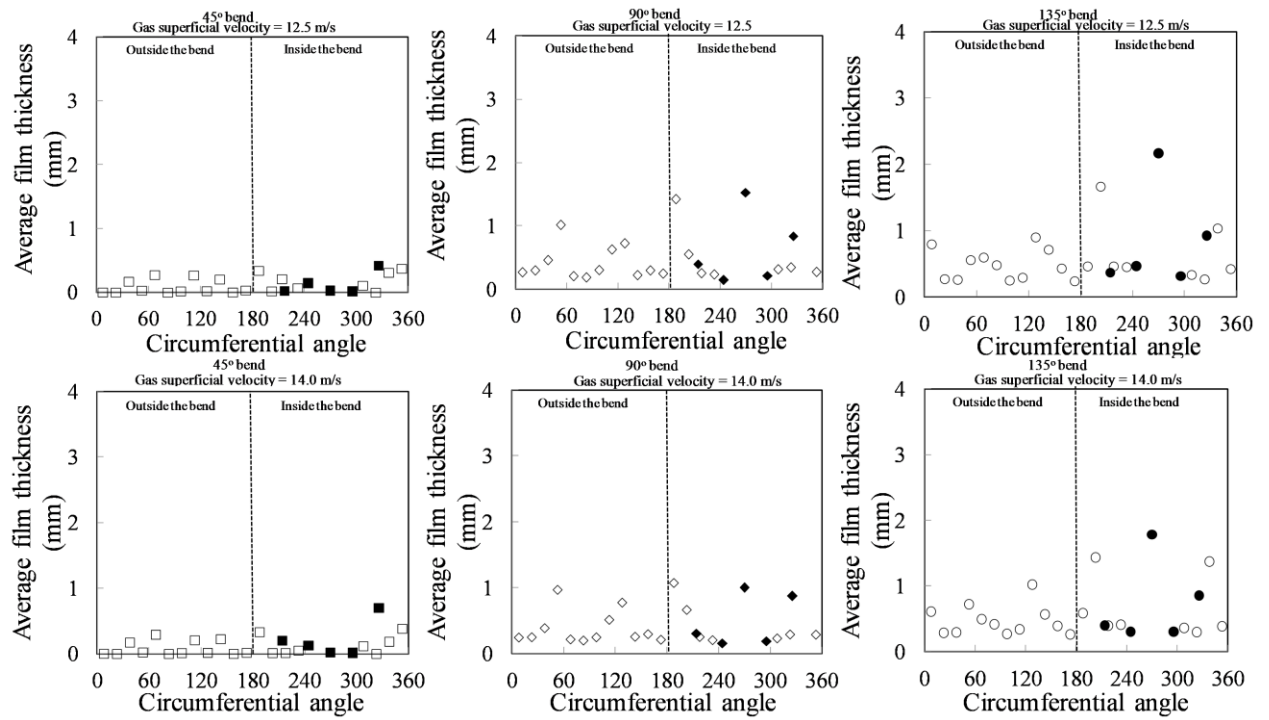 45° bend
Gas superficial velocity = 12.5 m/s
Outside the bend
Inside the bend
Average film thickness
(mm)
4
3
2
1
0
0 60 120 180 240 300 360
Circumferential angle
90° bend
Gas superficial velocity = 12.5
Outside the bend
Inside the bend
Average film thickness
(mm)
4
3
2
1
0
0 60 120 180 240 300 360
Circumferential angle
135° bend
Gas superficial velocity = 12.5 m/s
Outside the bend
Inside the bend
Average film thickness
(mm)
4
3
2
1
0
0 60 120 180 240 300 360
Circumferential angle
45° bend
Gas superficial velocity = 14.0 m/s
Outside the bend
Inside the bend
Average film thickness
(mm)
4
3
2
1
0
0 60 120 180 240 300 360
Circumferential angle
90° bend
Gas superficial velocity = 14.0 m/s
Outside the bend
Inside the bend
Average film thickness
(mm)
4
3
2
1
0
0 60 120 180 240 300 360
Circumferential angle
135° bend
Gas superficial velocity = 14.0 m/s
Outside the bend
Inside the bend
Average film thickness
(mm)
4
3
2
1
0
0 60 120 180 240 300 360
Circumferential angle